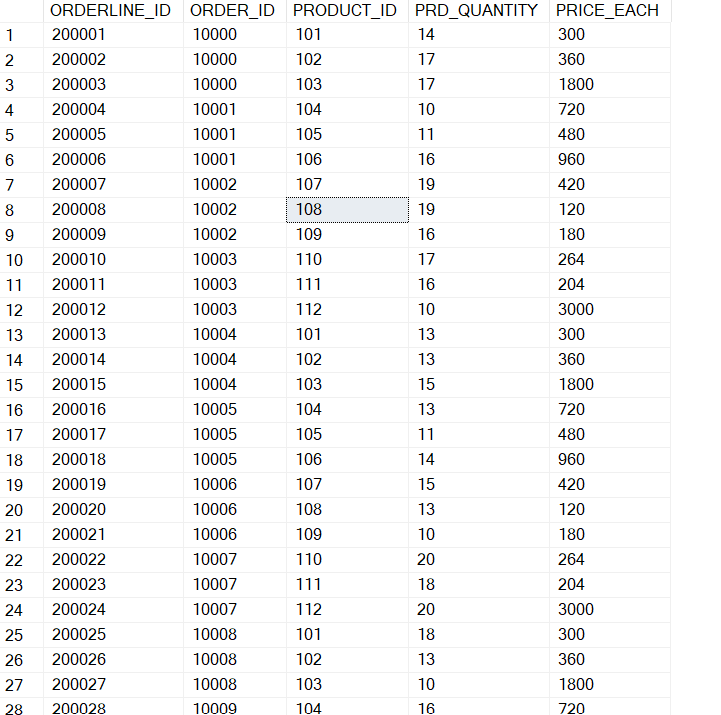 ORDERLINE_ID ORDER_ID PRODUCT_ID PRD_QUANTITY PRICE_EACH
1 200001 10000 101 14 300
2 200002 10000 102 17 360
3 200003 10000 103 17 1800
4 200004 10001 104 10 720
5 200005 10001 105 11 480
6 200006 10001 106 16 960
7 200007 10002 107 19 420
8 200008 10002 108 19 120
9 200009 10002 109 16 180
10 200010 10003 110 17 264
11 200011 10003 111 16 204
12 200012 10003 112 10 3000
13 200013 10004 101 13 300
14 200014 10004 102 13 360
15 200015 10004 103 15 1800
16 200016 10005 104 13 720
17 200017 10005 105 11 480
18 200018 10005 106 14 960
19 200019 10006 107 15 420
20 200020 10006 108 13 120
21 200021 10006 109 10 180
22 200022 10007 110 20 264
23 200023 10007 111 18 204
24 200024 10007 112 20 3000
25 200025 10008 101 18 300
26 200026 10008 102 13 360
27 200027 10008 103 10 1800
28 200028 10009 104 16 720